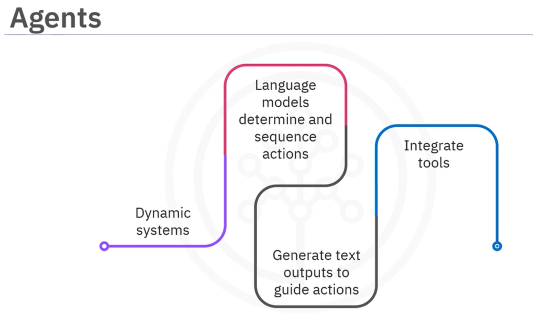 Agents
Dynamic
systems
Language
models
determine and
sequence
actions
Generate text
outputs to
guide actions
Integrate
tools